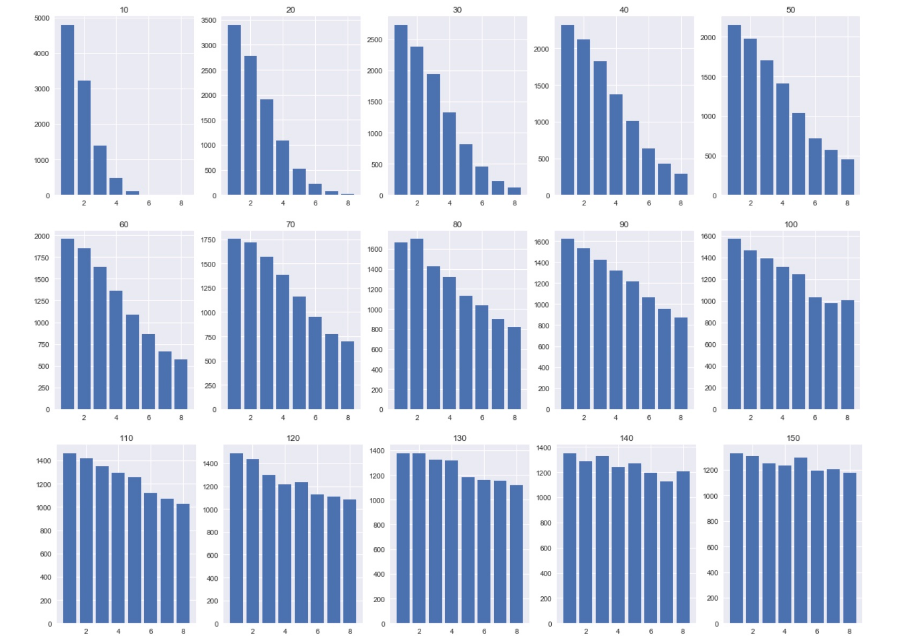 10 20 30 40 50
5000 3500 2500 2000 2000
4000 3000 2000 1500 1500
3000 2500 1500 1000 1000
2000 2000 1000 500 500
1000 1500 500 0 0
0 1000 0
500
0
2 4 6 8 2 4 6 8 2 4 6 8 2 4 6 8 2 4 6 8
60 70 80 90 100
2000 1750 1600 1600 1600
1750 1500 1400 1400 1400
1500 1250 1200 1200 1200
1250 1000 1000 1000 1000
1000 750 800 800 800
750 500 600 600 600
500 250 400 400 400
250 0 200 200 200
0 0 0 0
2 4 6 8 2 4 6 8 2 4 6 8 2 4 6 8 2 4 6 8
110 120 130 140 150
1400 1400 1400 1400 1200
1200 1200 1200 1200 1000
1000 1000 1000 1000 800
800 800 800 800 600
600 600 600 600 400
400 400 400 400 200
200 200 200 200 0
0 0 0 0
2 4 6 8 2 4 6 8 2 4 6 8 2 4 6 8 2 4 6 8